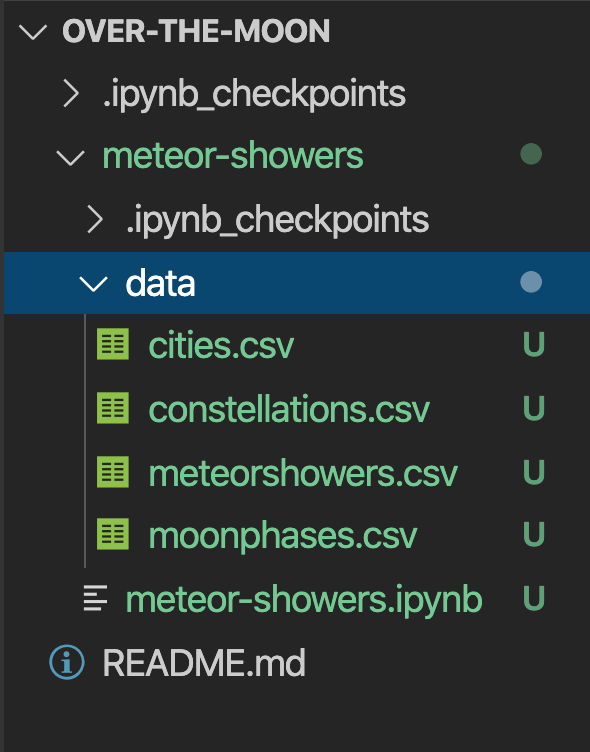 OVER-THE-MOON
.ipynb_checkpoints
meteor-showers
.ipynb_checkpoints
data
cities.csv U
constellations.csv U
meteorshowers.csv U
moonphases.csv U
meteor-showers.ipynb U
README.md